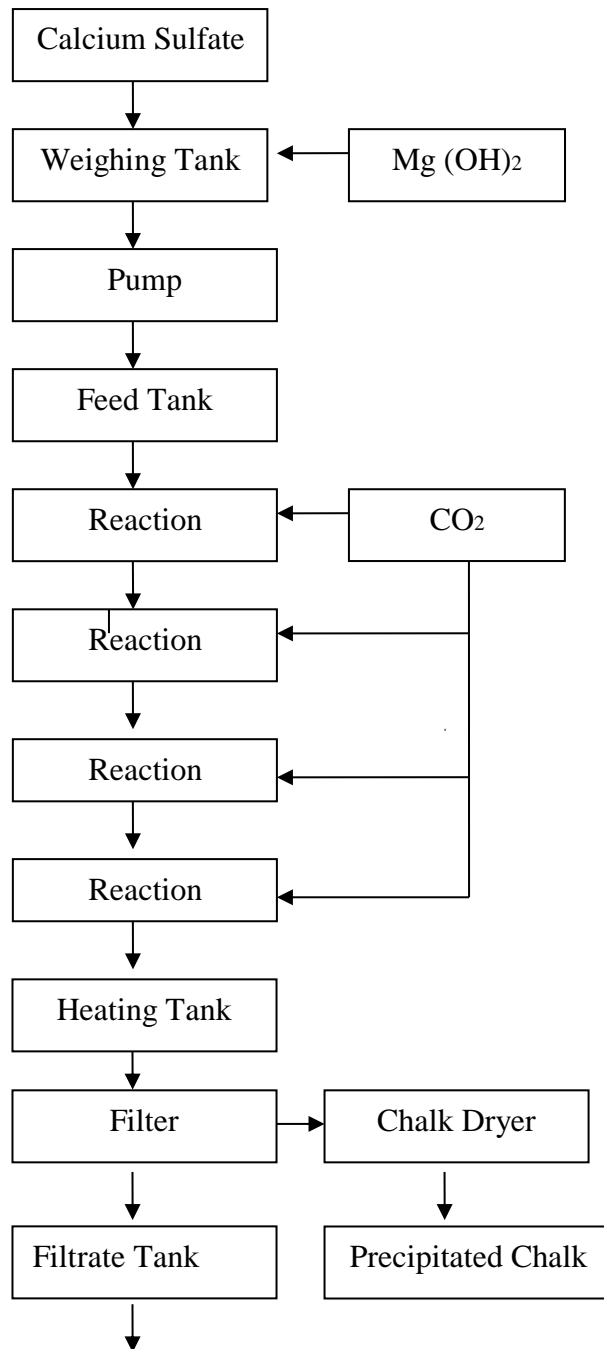 Calcium Sulfate
Weighing Tank
Mg (OH)2
Pump
Feed Tank
Reaction
CO2
Reaction
Reaction
Reaction
Heating Tank
Filter
Chalk Dryer
Filtrate Tank
Precipitated Chalk